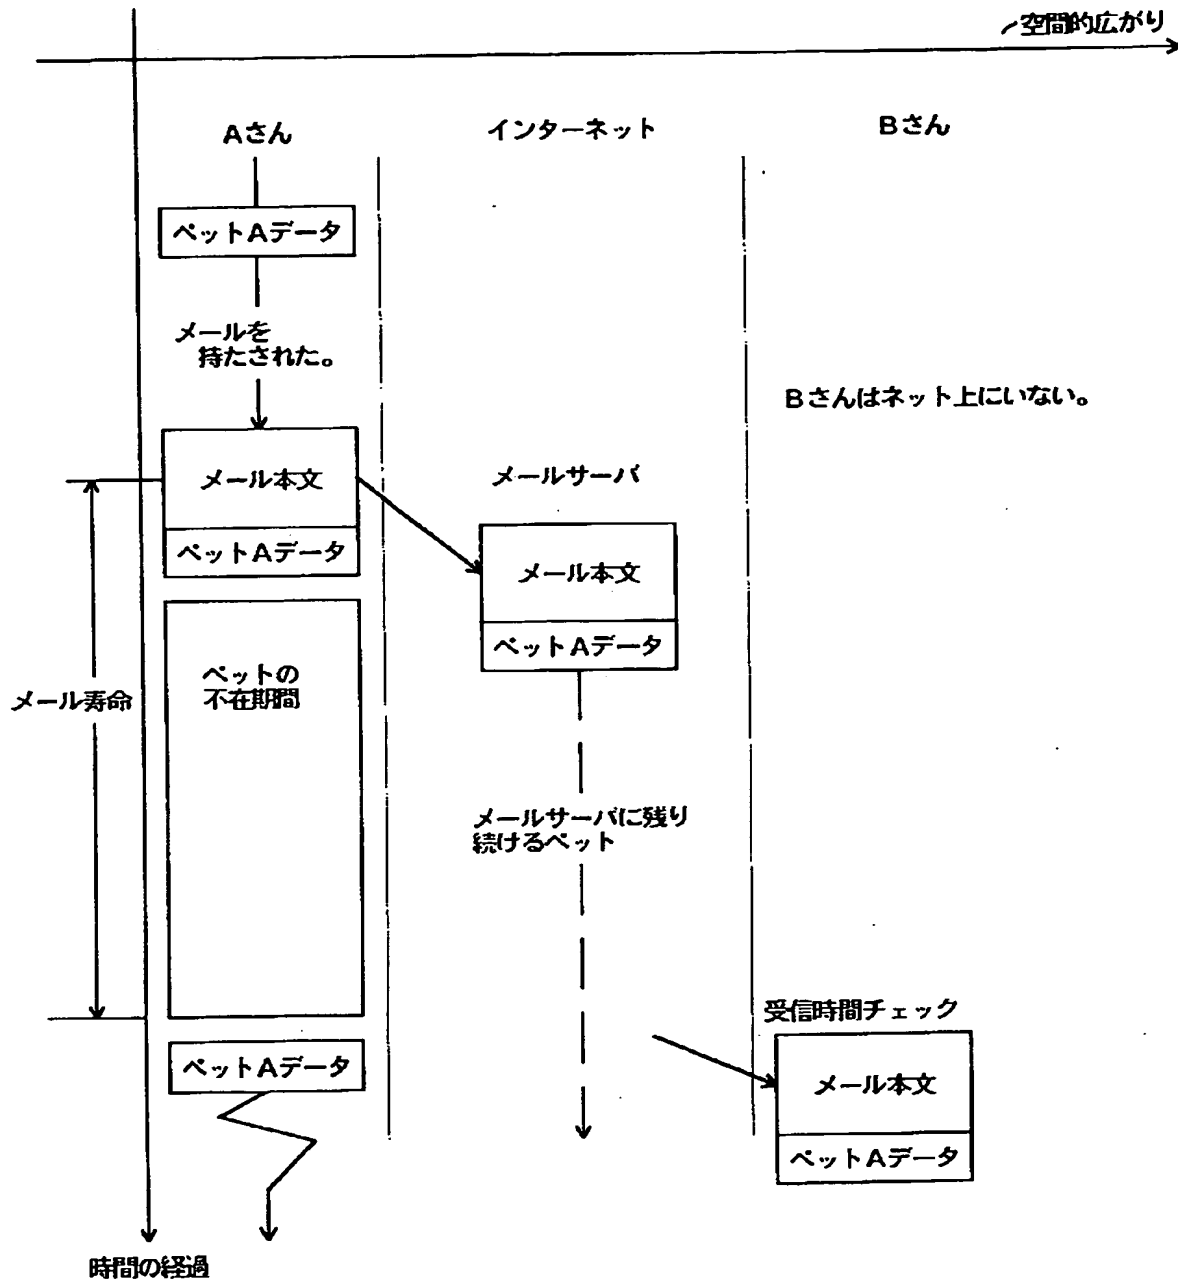 空間的広がり
Aさん
インターネット
Bさん
ペットAデータ
メールを
持たされた。
Bさんはネット上にいない。
メール本文
ペットAデータ
メールサーバ
メール本文
ペットAデータ
ペットの
不在期間
メール寿命
メールサーバに残り
続けるペット
受信時間チェック
ペットAデータ
メール本文
ペットAデータ
時間の経過